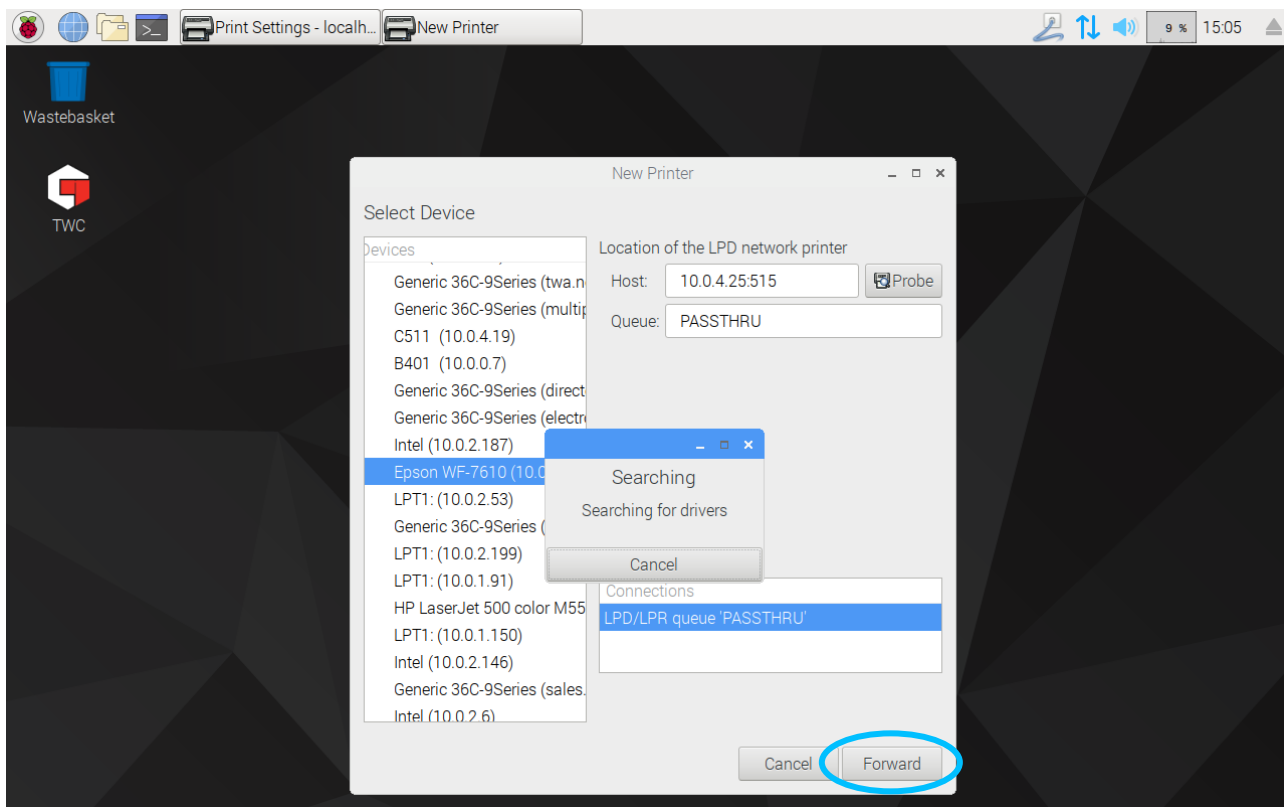 Print Settings - localh...
New Printer
9 %
15:05
Wastebasket
TWC
New Printer
Select Device
Devices
Generic 36C-9Series (twa.n
Generic 36C-9Series (multip
C511 (10.0.4.19)
B401 (10.0.0.7)
Generic 36C-9Series (direct
Generic 36C-9Series (electr
Intel (10.0.2.187)
Epson WF-7610 (10.0
LPT1: (10.0.2.53)
Generic 36C-9Series (
LPT1: (10.0.2.199)
LPT1: (10.0.1.91)
HP LaserJet 500 color M55
LPT1: (10.0.1.150)
Intel (10.0.2.146)
Generic 36C-9Series (sales.
Intel (10.0.2.6)
Location of the LPD network printer
Host: 10.0.4.25:515 Probe
Queue: PASSTHRU
Searching
Searching for drivers
Cancel
Connections
LPD/LPR queue 'PASSTHRU'
Cancel Forward